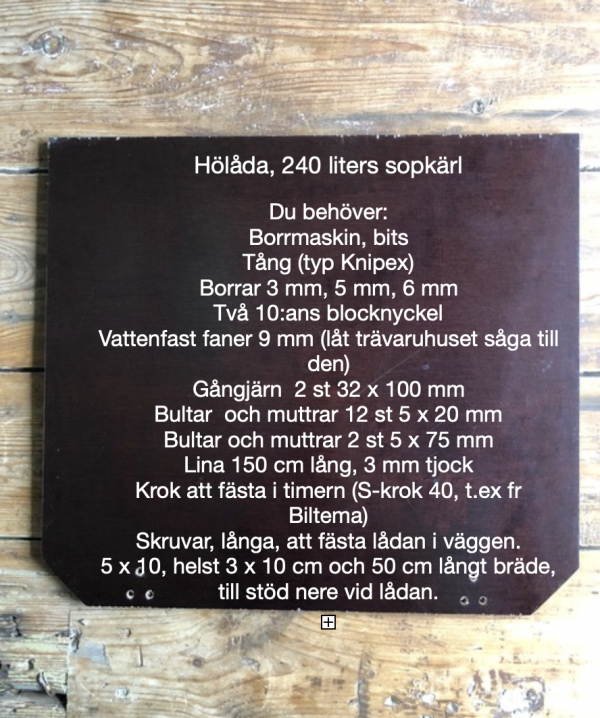 Hölåda, 240 liters sopkärl
Du behöver:
Borrmaskin, bits
Tång (typ Knipex)
Borrar 3 mm, 5 mm, 6 mm
Två 10:ans blocknyckel
Vattenfast faner 9 mm (låt trävaruhuset såga till
den)
Gångjärn  2 st 32 x 100 mm
Bultar  och muttrar 12 st 5 x 20 mm
Bultar och muttrar 2 st 5 x 75 mm
Lina 150 cm lång, 3 mm tjock
Krok att fästa i timern (S-krok 40, t.ex fr
Biltema)
Skruvar, långa, att fästa lådan i väggen.
5 x 10, helst 3 x 10 cm och 50 cm långt bräde,
till stöd nere vid lådan.